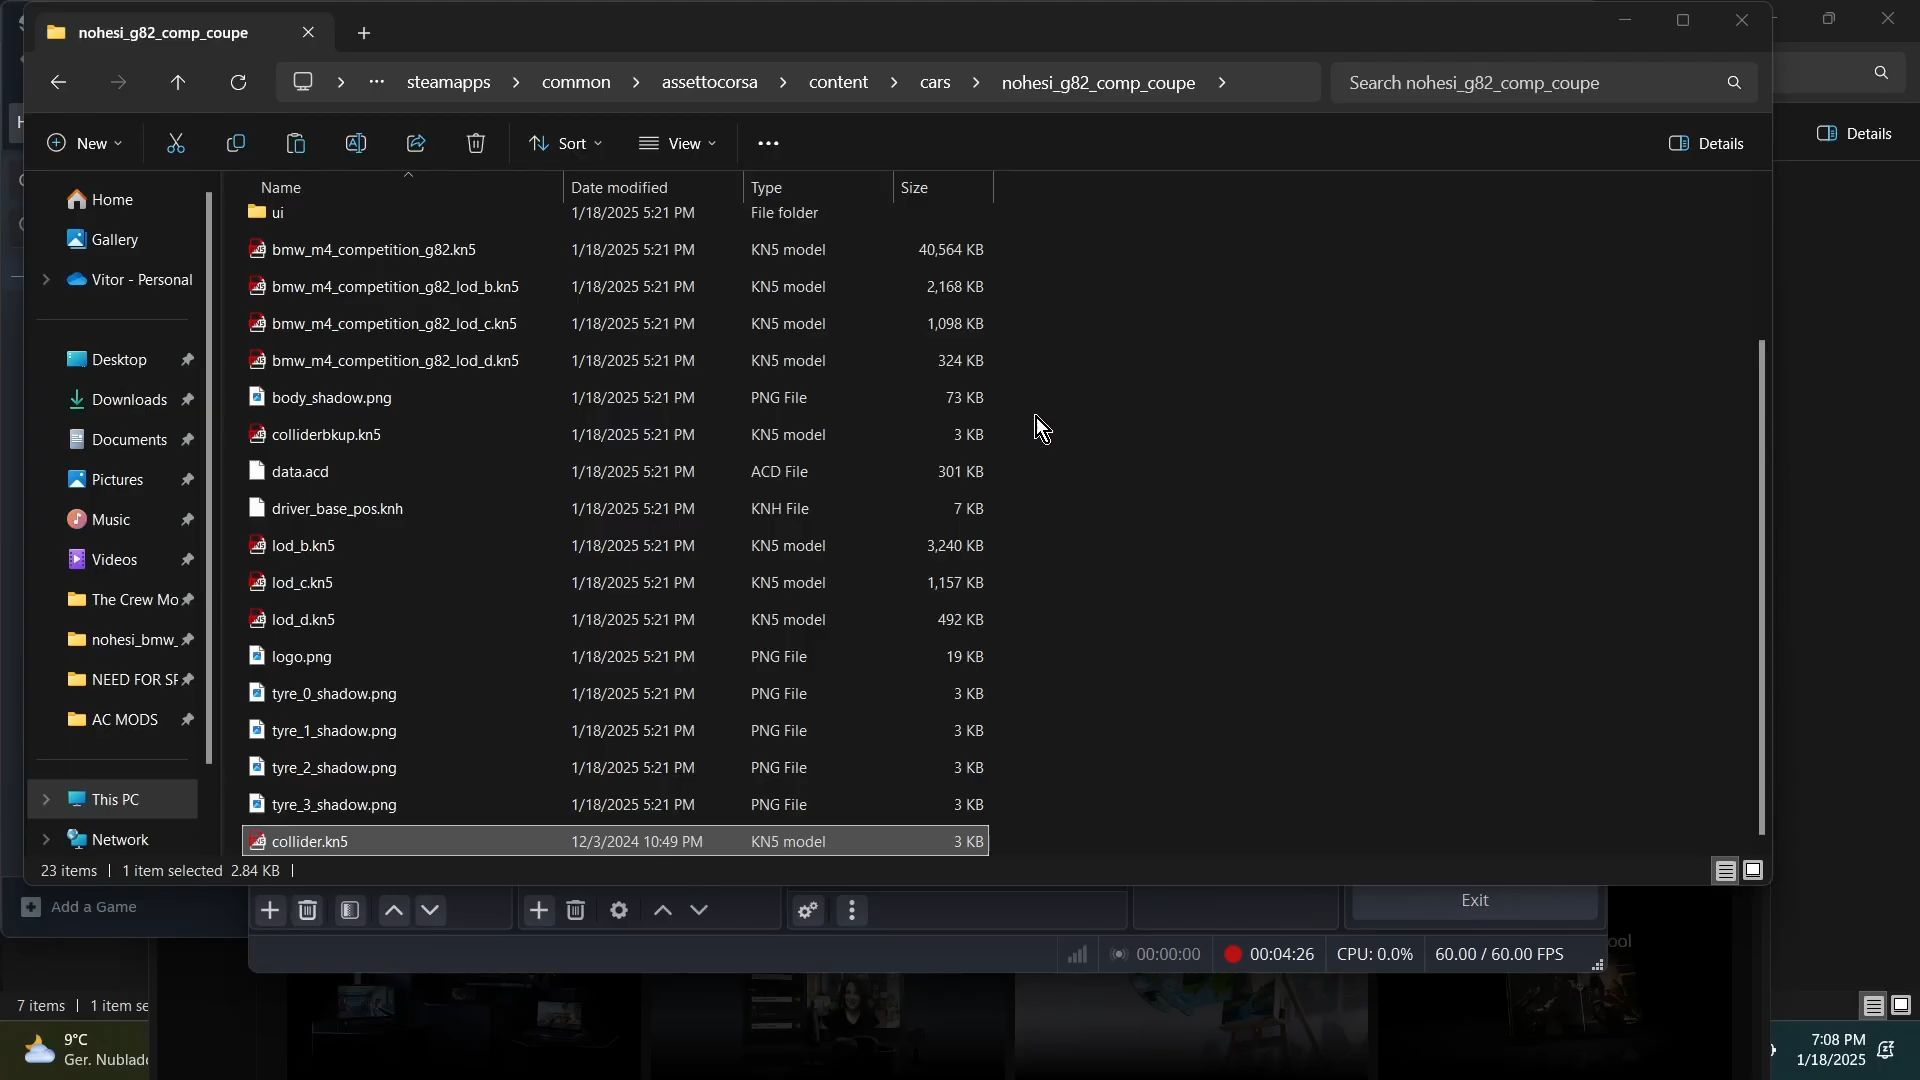 nohesi_g82_comp_coupe
steamapps > common > assettocorsa > content > cars > nohesi_g82_comp_coupe >
Search nohesi_g82_comp_coupe
New
Sort
View
Details
Details
Home
Gallery
Vitor - Personal
Desktop
Downloads
Documents
Pictures
Music
Videos
The Crew Mo
nohesi_bmw_
NEED FOR SF
AC MODS
This PC
Network
Name Date modified Type Size
ui 1/18/2025 5:21 PM File folder
bmw_m4_competition_g82.kn5 1/18/2025 5:21 PM KN5 model 40,564 KB
bmw_m4_competition_g82_lod_b.kn5 1/18/2025 5:21 PM KN5 model 2,168 KB
bmw_m4_competition_g82_lod_c.kn5 1/18/2025 5:21 PM KN5 model 1,098 KB
bmw_m4_competition_g82_lod_d.kn5 1/18/2025 5:21 PM KN5 model 324 KB
body_shadow.png 1/18/2025 5:21 PM PNG File 73 KB
colliderbkup.kn5 1/18/2025 5:21 PM KN5 model 3 KB
data.acd 1/18/2025 5:21 PM ACD File 301 KB
driver_base_pos.knh 1/18/2025 5:21 PM KNH File 7 KB
lod_b.kn5 1/18/2025 5:21 PM KN5 model 3,240 KB
lod_c.kn5 1/18/2025 5:21 PM KN5 model 1,157 KB
lod_d.kn5 1/18/2025 5:21 PM KN5 model 492 KB
logo.png 1/18/2025 5:21 PM PNG File 19 KB
tyre_0_shadow.png 1/18/2025 5:21 PM PNG File 3 KB
tyre_1_shadow.png 1/18/2025 5:21 PM PNG File 3 KB
tyre_2_shadow.png 1/18/2025 5:21 PM PNG File 3 KB
tyre_3_shadow.png 1/18/2025 5:21 PM PNG File 3 KB
collider.kn5 12/3/2024 10:49 PM KN5 model 3 KB
23 items | 1 item selected 2.84 KB |
Add a Game
Exit
00:00:00 00:04:26 CPU: 0.0% 60.00 / 60.00 FPS
ool
7 items | 1 item se
9°C
Ger. Nublado
7:08 PM
1/18/2025